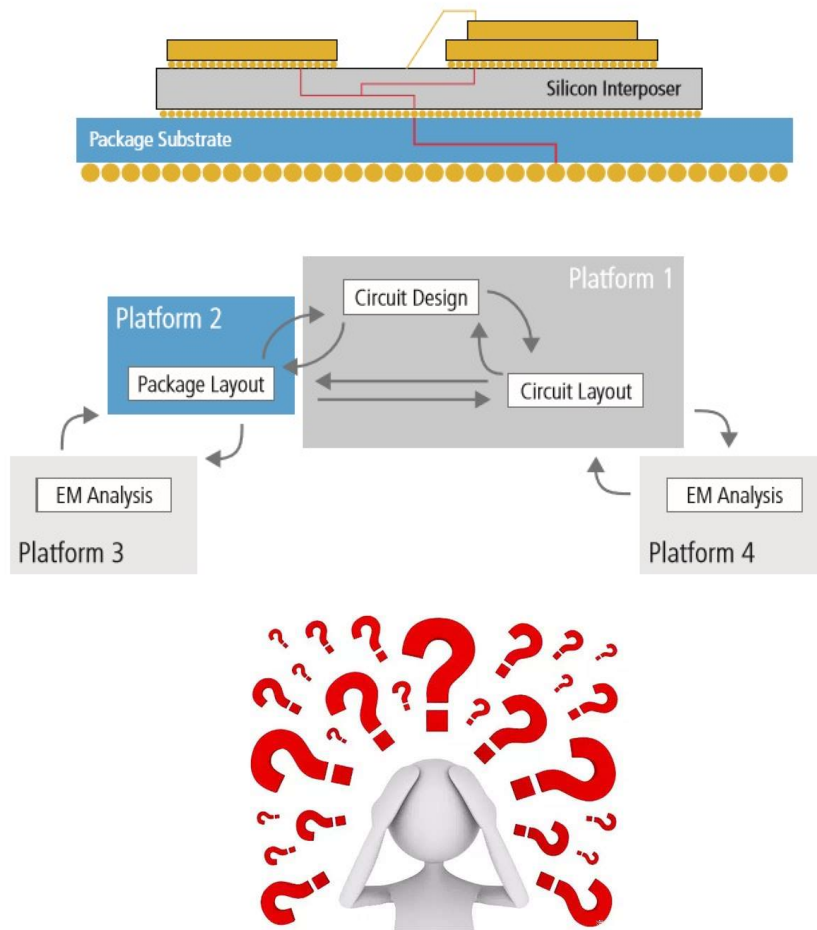 Silicon Interposer
Package Substrate
Platform 1
Circuit Design
Platform 2
Package Layout
Circuit Layout
EM Analysis
Platform 3
EM Analysis
Platform 4
? ? ? ? ? ? ?
? ? ?
? ? ? ? ? ?
? ? ?
? ?
? ? ? ?
? ?
? ?